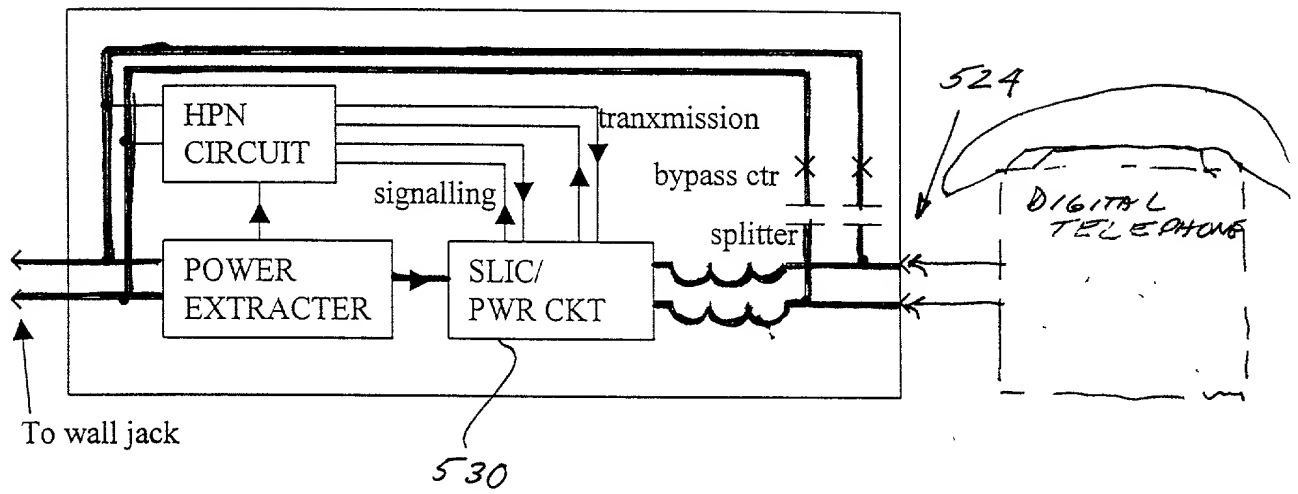 524
HPN
CIRCUIT
tranxmission
bypass ctr
signalling
splitter
DIGITAL
TELEPHONE
POWER
EXTRACTER
SLIC/
PWR CKT
To wall jack
530